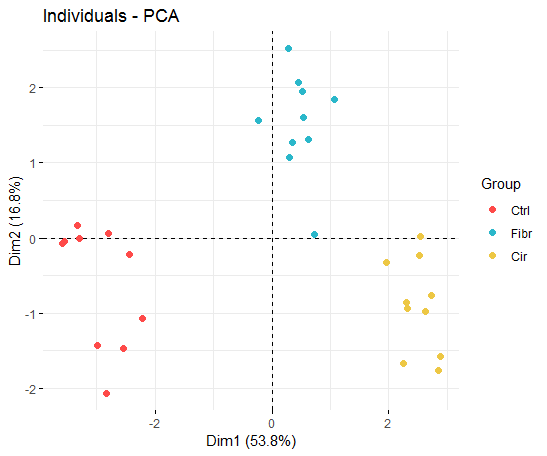 Individuals - PCA
2
1
0
-1
-2
Dim2 (16.8%)
-2
0
2
Dim1 (53.8%)
Group
Ctrl
Fibr
Cir